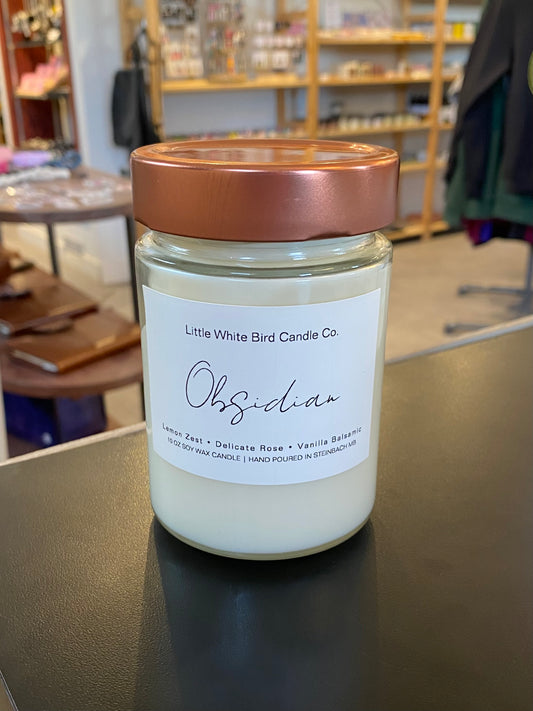 Little White Bird Candle Co.
Obsidian
Lemon Zest • Delicate Rose • Vanilla Balsamic
10 OZ SOY WAX CANDLE | HAND POURED IN STEINBACH MB